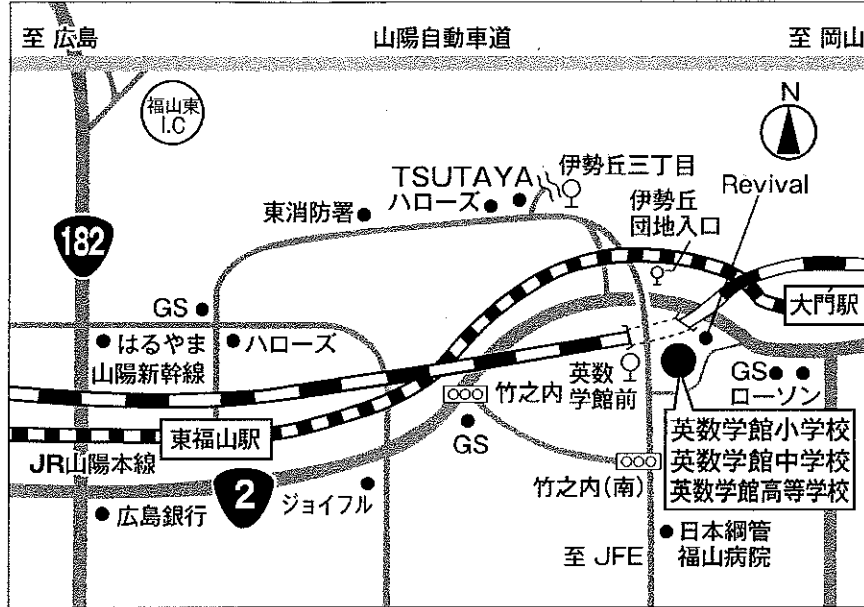 至 広島
山陽自動車道
至 岡山
福山東
I.C
N
伊勢丘三丁目
TSUTAYA
ハローズ
Revival
東消防署
伊勢丘
団地入口
182
GS
大門駅
はるやま
ハローズ
山陽新幹線
英数
学館前
GS
ローソン
竹之内
東福山駅
GS
英数学館小学校
英数学館中学校
英数学館高等学校
JR山陽本線
2
ジョイフル
竹之内(南)
広島銀行
日本綱管
福山病院
至 JFE